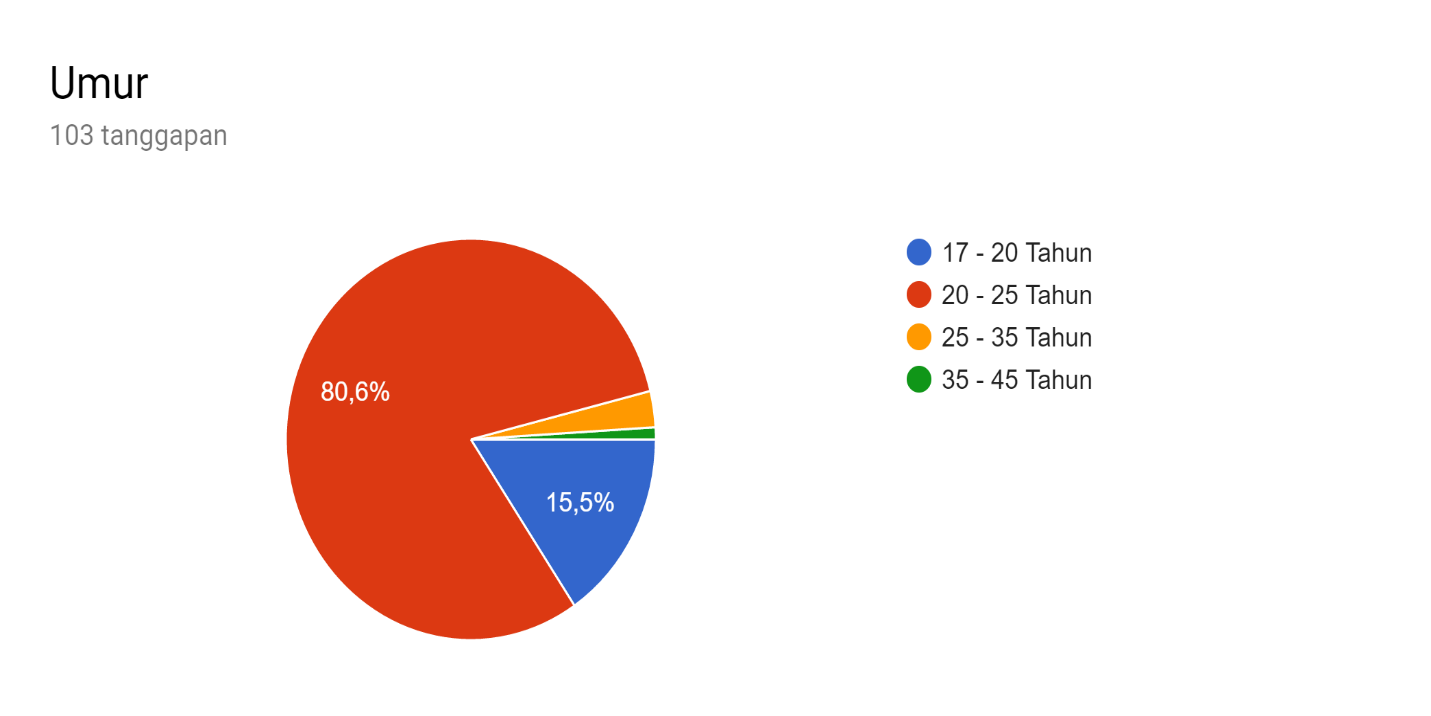 Umur
103 tanggapan
17 - 20 Tahun
20 - 25 Tahun
25 - 35 Tahun
35 - 45 Tahun
80,6%
15,5%